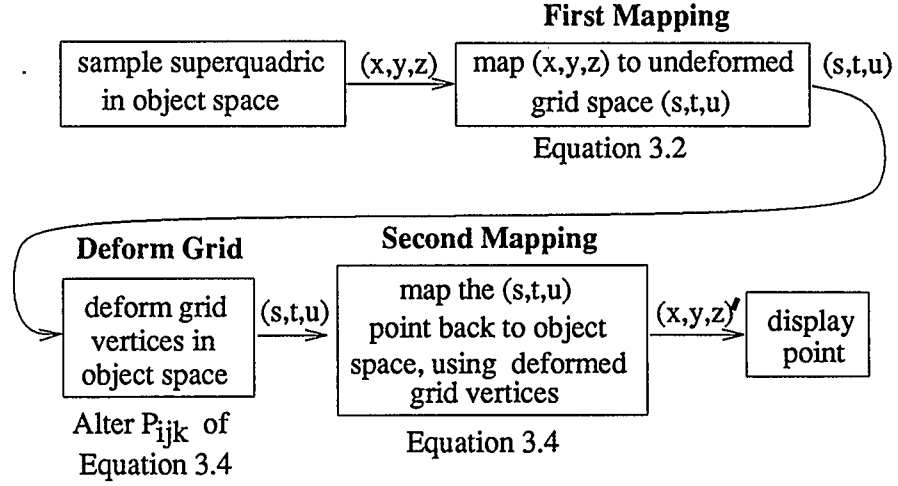 First Mapping
sample superquadric
in object space
(x,y,z)
map (x,y,z) to undeformed
grid space (s,t,u)
(s,t,u)
Equation 3.2
Deform Grid
Second Mapping
deform grid
vertices in
object space
(s,t,u)
map the (s,t,u)
point back to object
space, using deformed
grid vertices
(x,y,z)'
display
point
Alter Pijk of
Equation 3.4
Equation 3.4